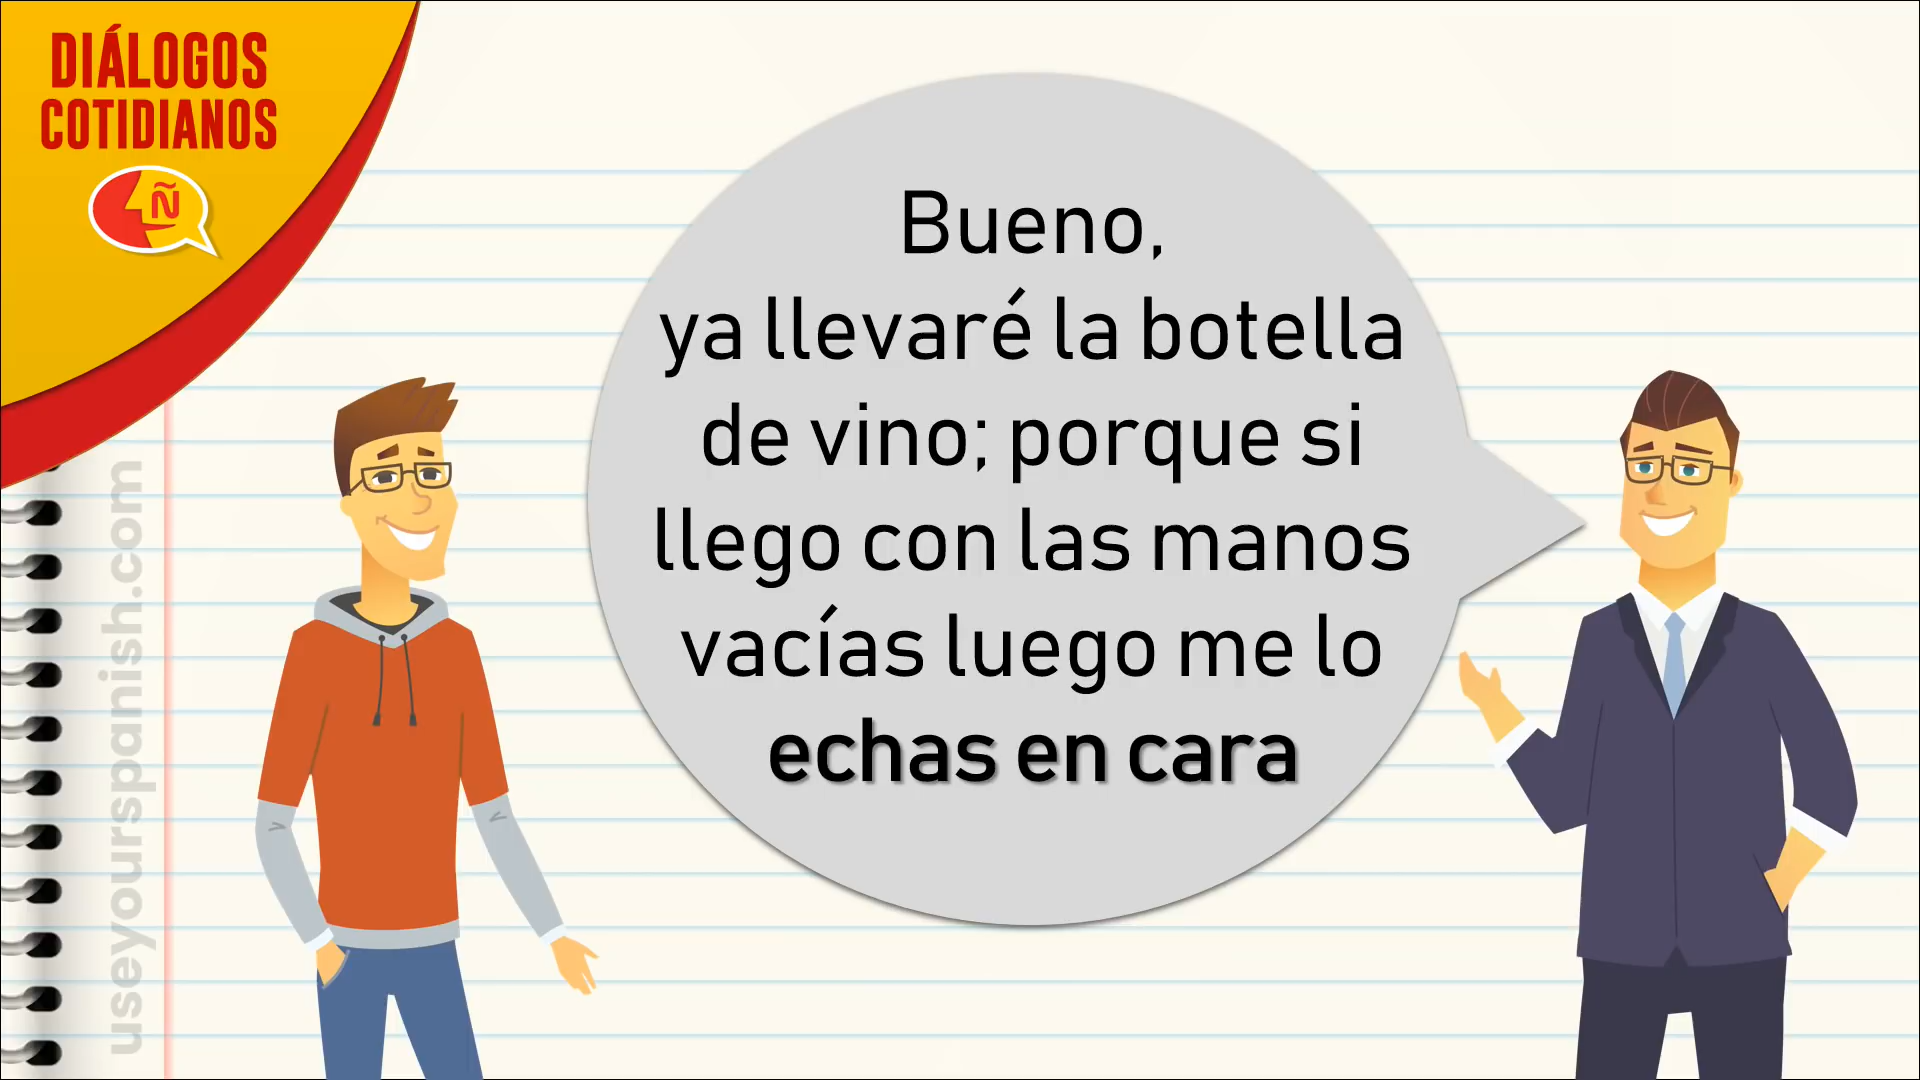 DIÁLOGOS
COTIDIANOS
Ñ
Bueno,
ya llevaré la botella
de vino; porque si
llego con las manos
vacías luego me lo
echas en cara
useyourspanish.com